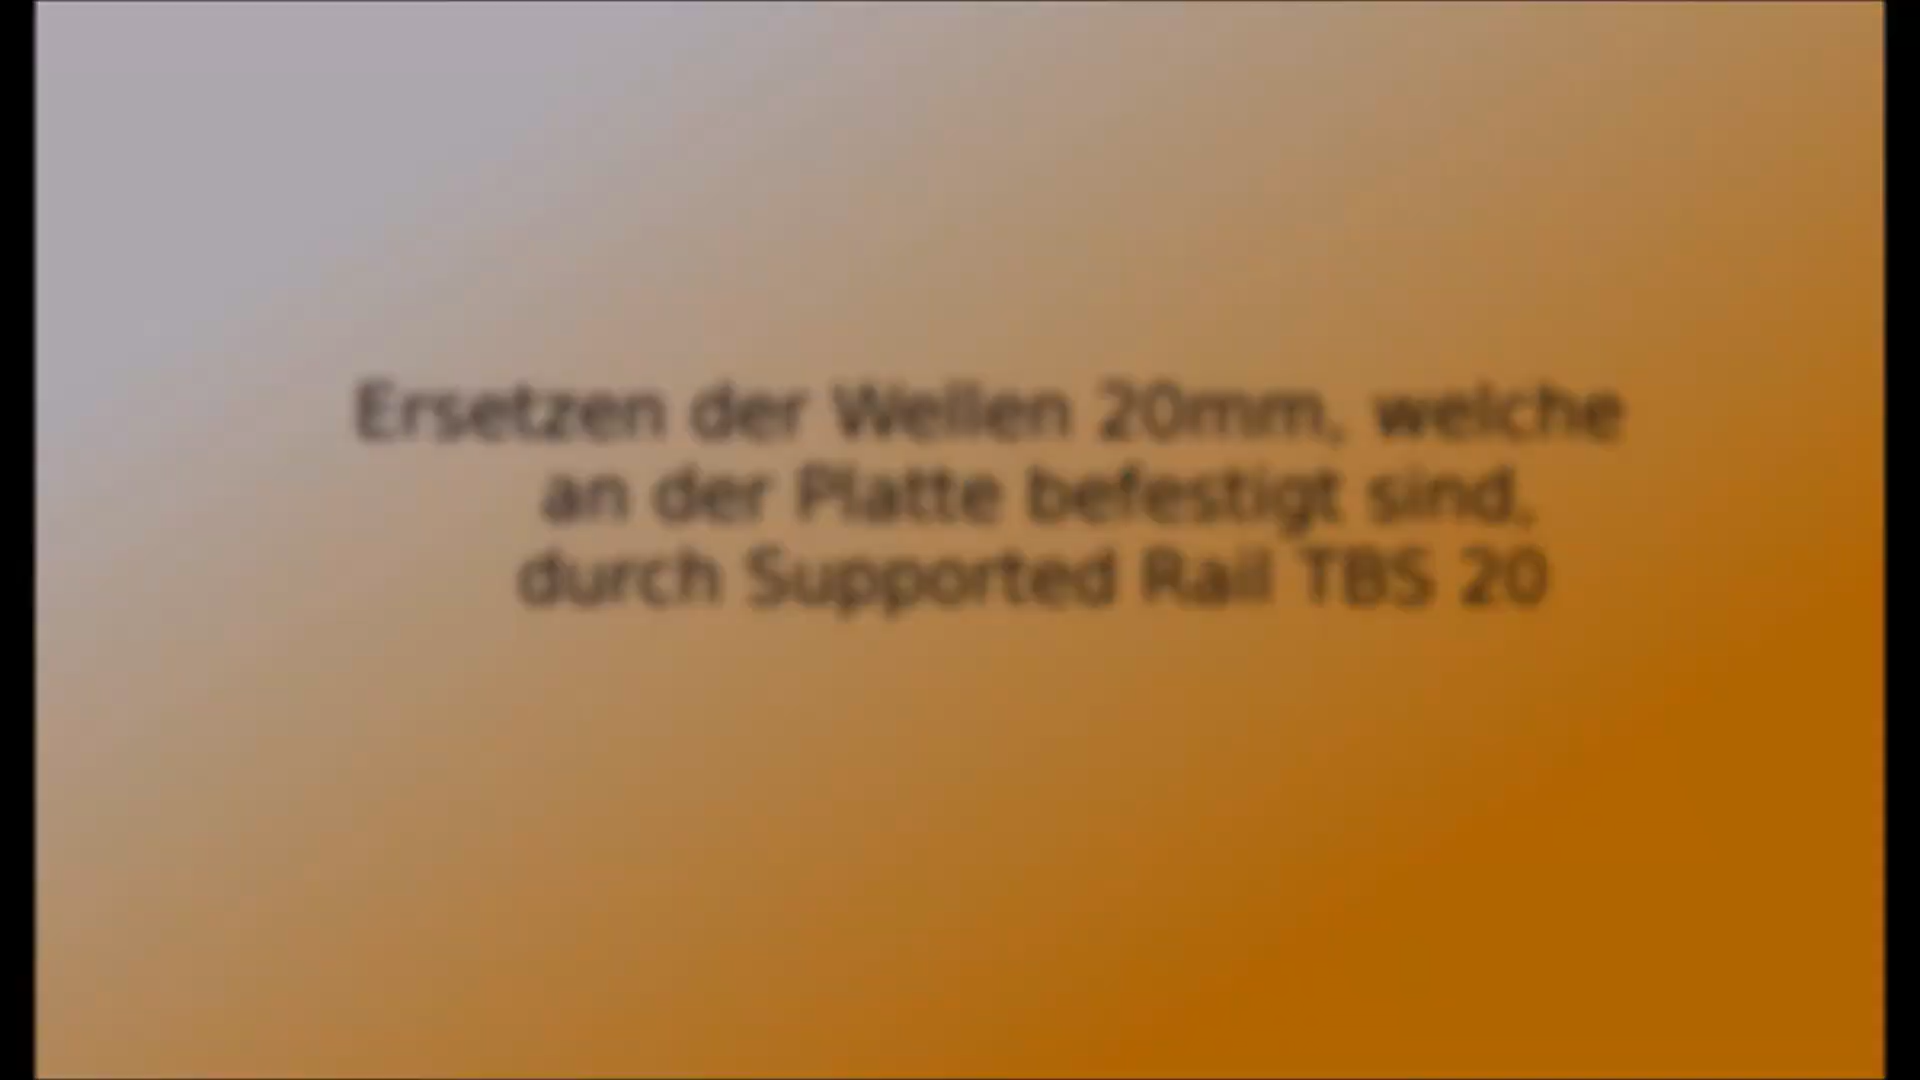 Ersetzen der Wellen 20mm, welche
an der Platte befestigt sind,
durch Supported Rail TBS 20